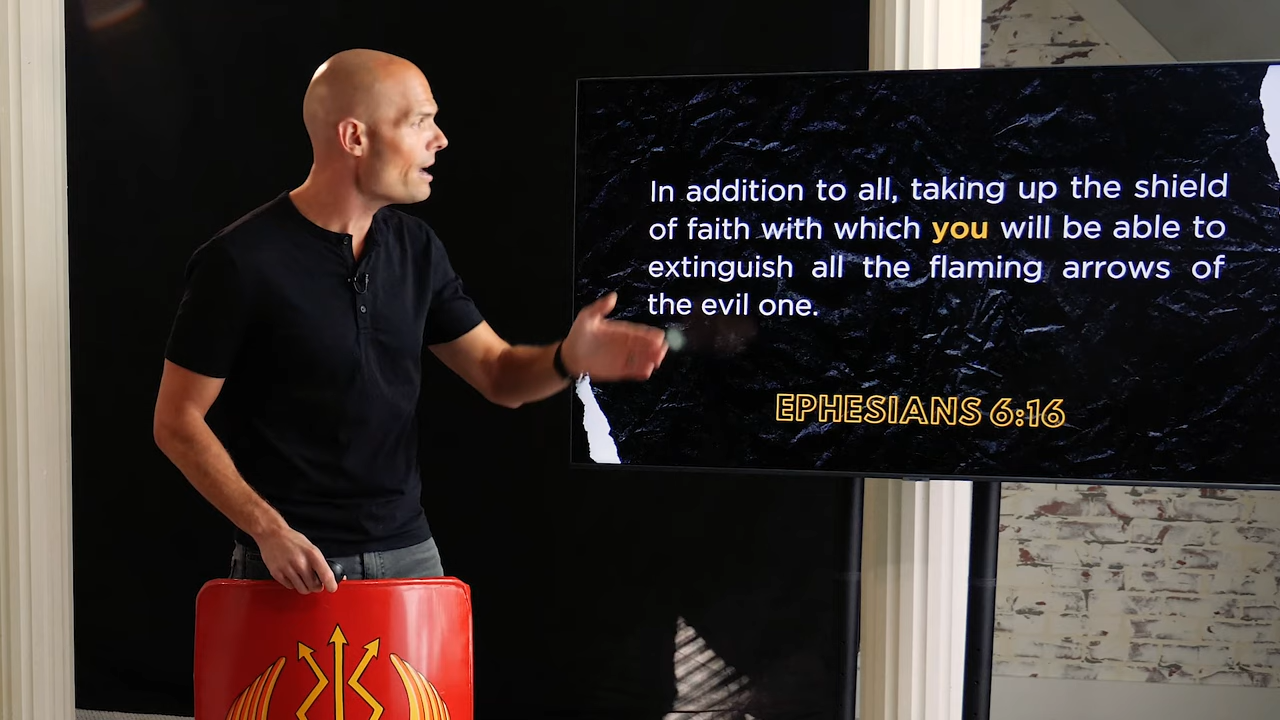 In addition to all, taking up the shield
of faith with which you will be able to
extinguish all the flaming arrows of
the evil one.
EPHESIANS 6:16